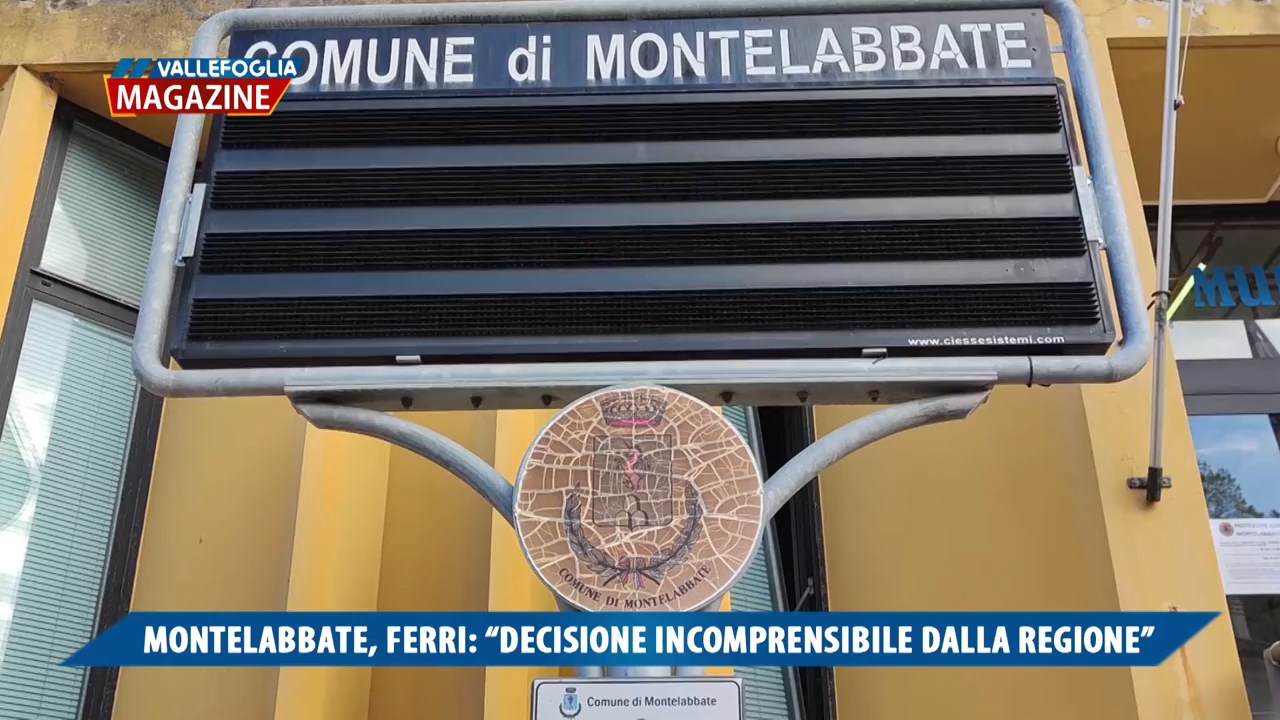 COMUNE di MONTELABBATE
VALLEFOGLIA
MAGAZINE
www.ciessesistemi.com
MU
COMUNE DI MONTELABBATE
MONTELABBATE, FERRI: “DECISIONE INCOMPRENSIBILE DALLA REGIONE”
Comune di Montelabbate